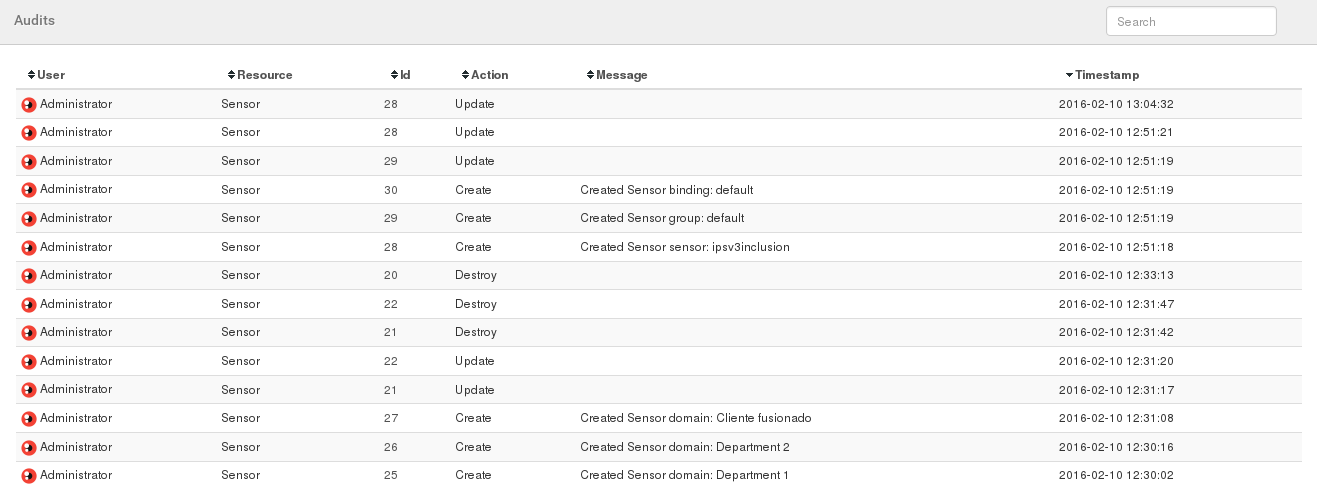 Audits Search
User Resource Id Action Message Timestamp
Administrator Sensor 28 Update 2016-02-10 13:04:32
Administrator Sensor 28 Update 2016-02-10 12:51:21
Administrator Sensor 29 Update 2016-02-10 12:51:19
Administrator Sensor 30 Create Created Sensor binding: default 2016-02-10 12:51:19
Administrator Sensor 29 Create Created Sensor group: default 2016-02-10 12:51:19
Administrator Sensor 28 Create Created Sensor sensor: ipsv3inclusion 2016-02-10 12:51:18
Administrator Sensor 20 Destroy 2016-02-10 12:33:13
Administrator Sensor 22 Destroy 2016-02-10 12:31:47
Administrator Sensor 21 Destroy 2016-02-10 12:31:42
Administrator Sensor 22 Update 2016-02-10 12:31:20
Administrator Sensor 21 Update 2016-02-10 12:31:17
Administrator Sensor 27 Create Created Sensor domain: Cliente fusionado 2016-02-10 12:31:08
Administrator Sensor 26 Create Created Sensor domain: Department 2 2016-02-10 12:30:16
Administrator Sensor 25 Create Created Sensor domain: Department 1 2016-02-10 12:30:02